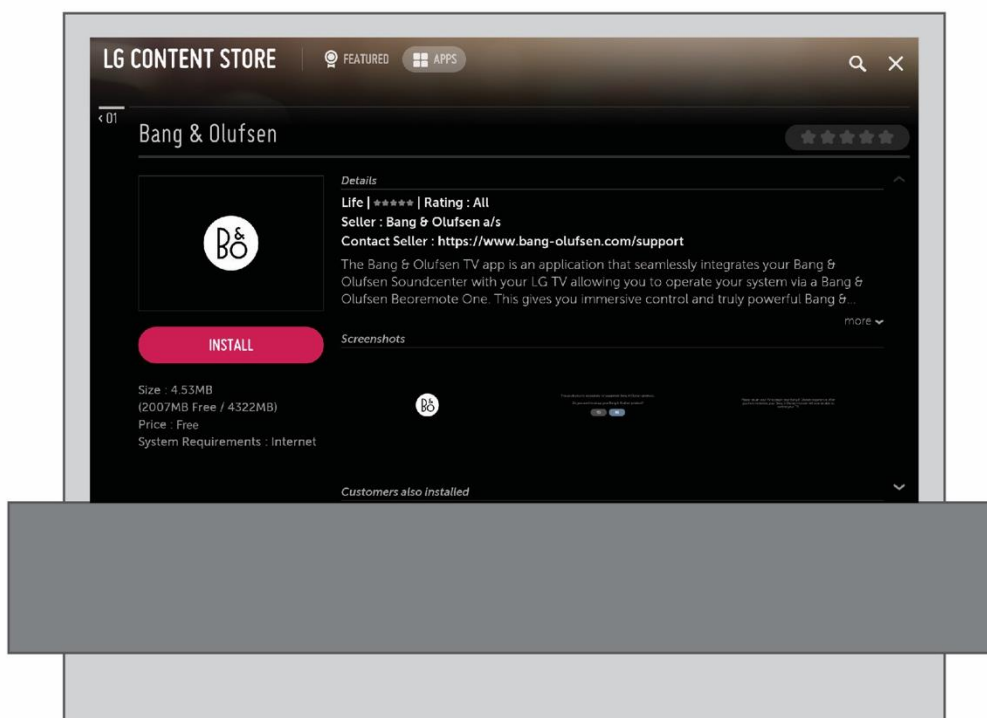 LG CONTENT STORE
FEATURED
APPS
‹ 01
Bang & Olufsen
B&O
Details
Life | ★★★★★ | Rating : All
Seller : Bang & Olufsen a/s
Contact Seller : https://www.bang-olufsen.com/support
The Bang & Olufsen TV app is an application that seamlessly integrates your Bang &
Olufsen Soundcenter with your LG TV allowing you to operate your system via a Bang &
Olufsen Beoremote One. This gives you immersive control and truly powerful Bang &...
more
INSTALL
Size : 4.53MB
(2007MB Free / 4322MB)
Price : Free
System Requirements : Internet
Screenshots
B&O
Customers also installed